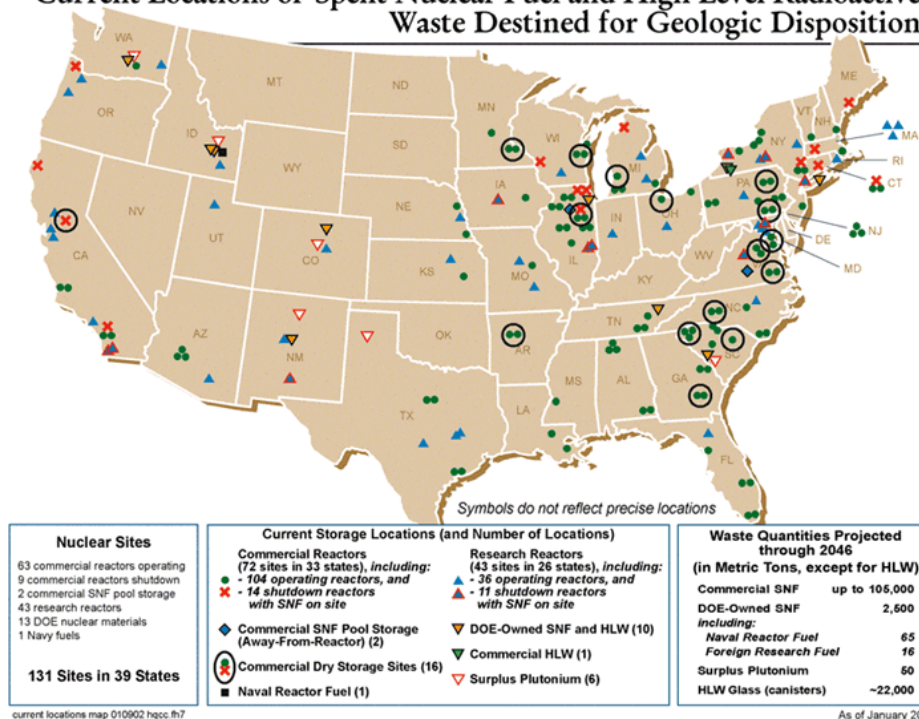 Current Locations of Spent Nuclear Fuel and High-Level Radioactive
Waste Destined for Geologic Disposition
WA
MT
ND
MN
ME
VT
NH
OR
ID
WI
NY
MA
SD
WY
MI
RI
CT
IA
PA
NE
NV
OH
NJ
UT
IN
IL
DE
CA
CO
WV
MD
KS
MO
KY
NC
TN
AZ
OK
NM
AR
SC
MS
AL
GA
TX
LA
FL
Symbols do not reflect precise locations
Nuclear Sites
63 commercial reactors operating
9 commercial reactors shutdown
2 commercial SNF pool storage
43 research reactors
13 DOE nuclear materials
1 Navy fuels
131 Sites in 39 States
Current Storage Locations (and Number of Locations)
Commercial Reactors
(72 sites in 33 states), including:
- 104 operating reactors, and
- 14 shutdown reactors
with SNF on site
Commercial SNF Pool Storage
(Away-From-Reactor) (2)
Commercial Dry Storage Sites (16)
Naval Reactor Fuel (1)
Research Reactors
(43 sites in 26 states), including:
- 36 operating reactors, and
- 11 shutdown reactors
with SNF on site
DOE-Owned SNF and HLW (10)
Commercial HLW (1)
Surplus Plutonium (6)
Waste Quantities Projected
through 2046
(in Metric Tons, except for HLW)
Commercial SNF up to 105,000
DOE-Owned SNF 2,500
including:
Naval Reactor Fuel 65
Foreign Research Fuel 16
Surplus Plutonium 50
HLW Glass (canisters) ~22,000
current locations map 010902 hqcc.fh7
As of January 20